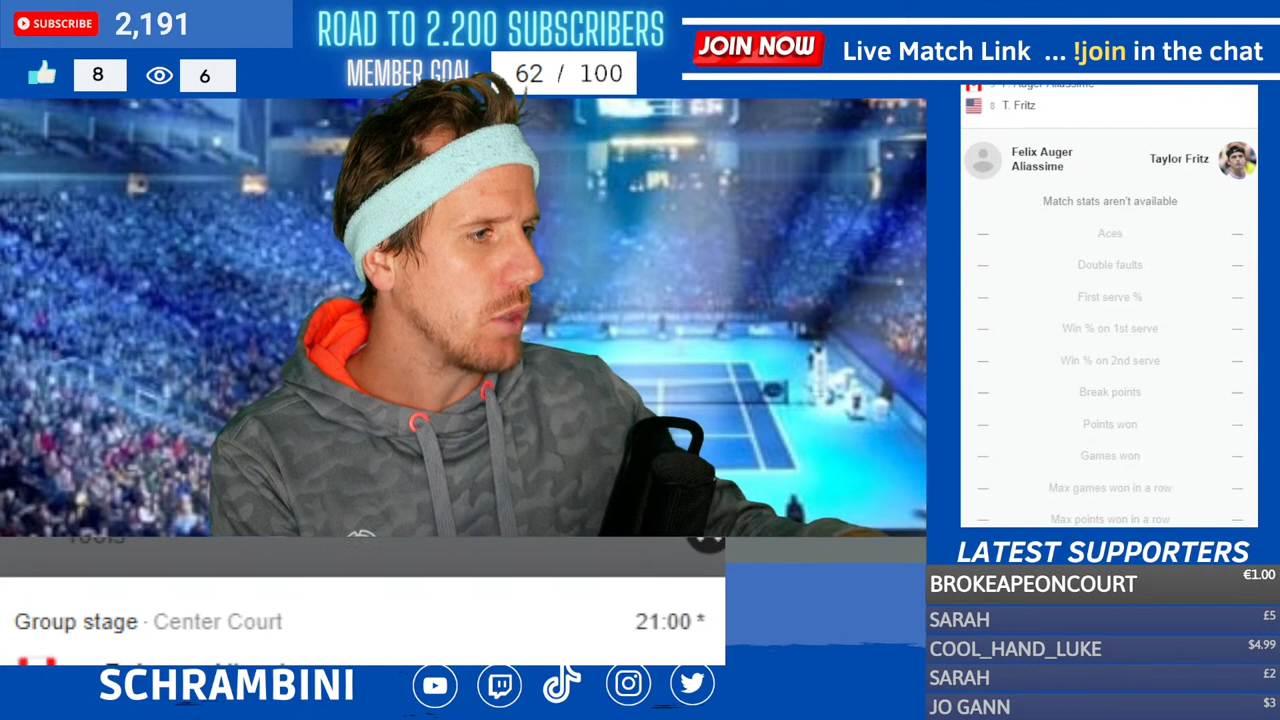 SUBSCRIBE 2,191
8 6
ROAD TO 2.200 SUBSCRIBERS
MEMBER GOAL 62 / 100
JOIN NOW Live Match Link ... !join in the chat
8 T. Fritz
Felix Auger
Aliassime
Taylor Fritz
Match stats aren't available
— Aces —
— Double faults —
— First serve % —
— Win % on 1st serve —
— Win % on 2nd serve —
— Break points —
— Points won —
— Games won —
— Max games won in a row —
— Max points won in a row —
Group stage · Center Court 21:00 *
LATEST SUPPORTERS
BROKEAPEONCOURT €1.00
SARAH £5
COOL_HAND_LUKE $4.99
SARAH £2
JO GANN $3
SCHRAMBINI